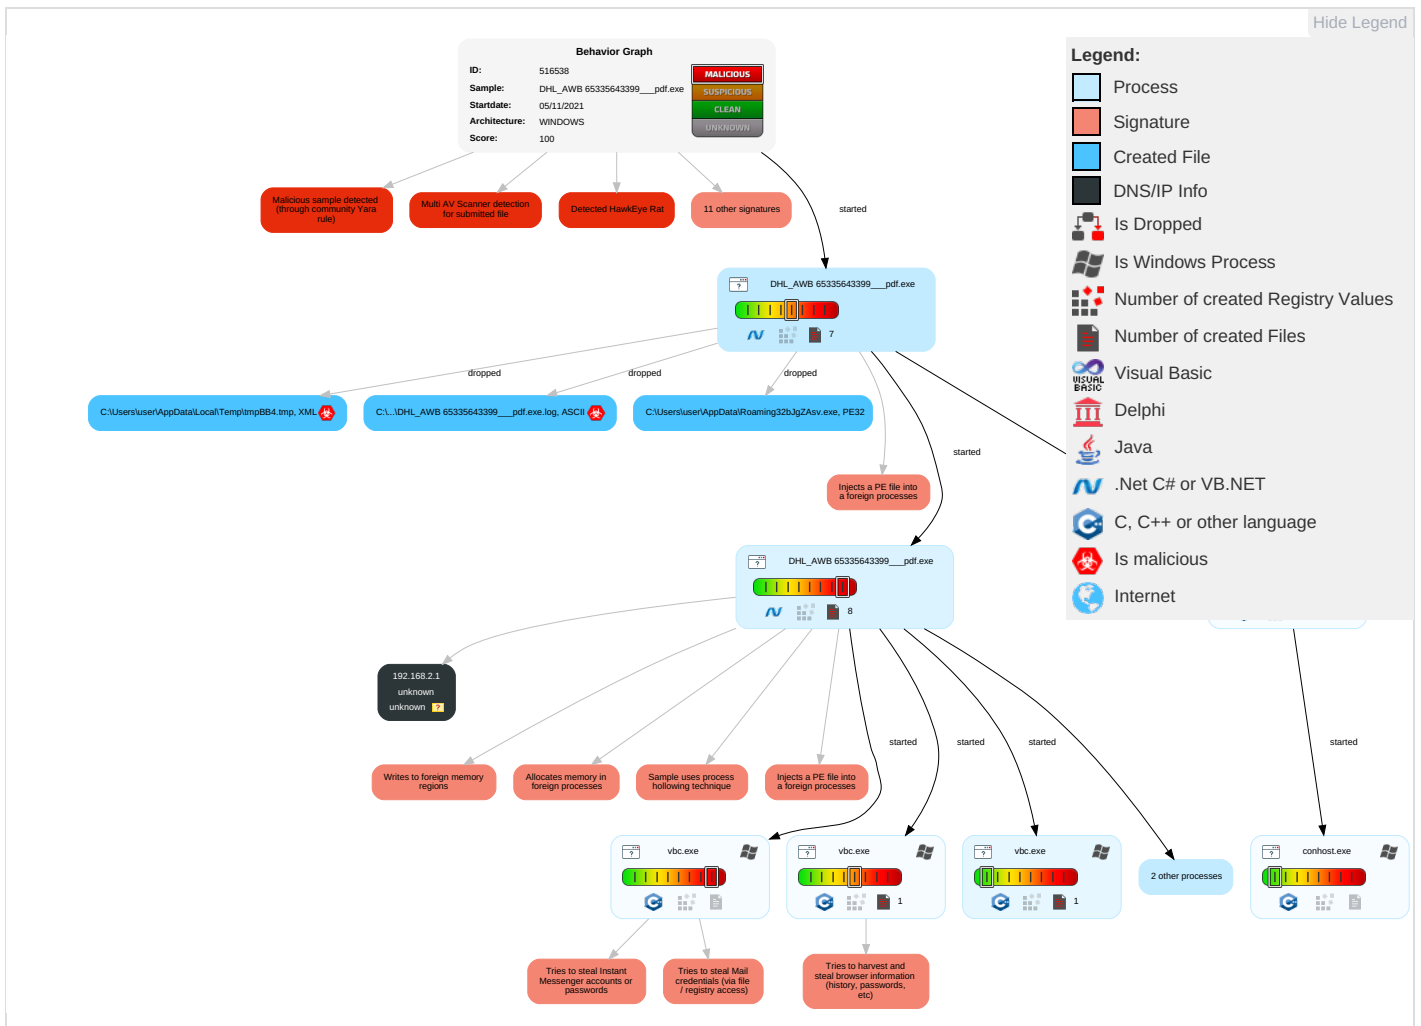 Hide Legend
Behavior Graph
ID: 516538
Sample: DHL_AWB 65335643399___pdf.exe
Startdate: 05/11/2021
Architecture: WINDOWS
Score: 100
MALICIOUS
SUSPICIOUS
CLEAN
UNKNOWN
Legend:
Process
Signature
Created File
DNS/IP Info
Is Dropped
Is Windows Process
Number of created Registry Values
Number of created Files
VISUAL
BASIC
Visual Basic
Delphi
Java
.Net C# or VB.NET
C, C++ or other language
Is malicious
Internet
Malicious sample detected
(through community Yara
rule)
Multi AV Scanner detection
for submitted file
Detected HawkEye Rat
11 other signatures
started
DHL_AWB 65335643399___pdf.exe
7
dropped
dropped
dropped
C:\Users\user\AppData\Local\Temp\tmpBB4.tmp, XML
C:\...\DHL_AWB 65335643399___pdf.exe.log, ASCII
C:\Users\user\AppData\Roaming32bJgZAsv.exe, PE32
started
Injects a PE file into
a foreign processes
DHL_AWB 65335643399___pdf.exe
8
192.168.2.1
unknown
unknown
started
started
started
started
Writes to foreign memory
regions
Allocates memory in
foreign processes
Sample uses process
hollowing technique
Injects a PE file into
a foreign processes
vbc.exe
vbc.exe
1
vbc.exe
1
2 other processes
conhost.exe
Tries to steal Instant
Messenger accounts or
passwords
Tries to steal Mail
credentials (via file
/ registry access)
Tries to harvest and
steal browser information
(history, passwords,
etc)